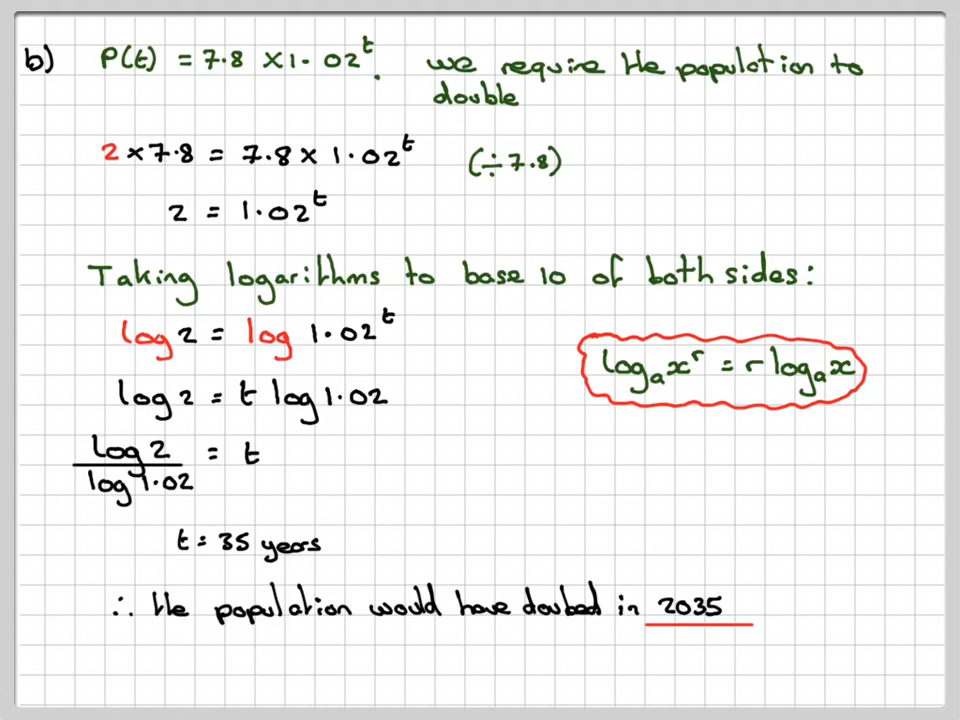 b) P(t) = 7.8 × 1.02^t. we require the population to
double
2 × 7.8 = 7.8 × 1.02^t (÷ 7.8)
2 = 1.02^t
Taking logarithms to base 10 of both sides:
log 2 = log 1.02^t
log_a x^r = r log_a x
log 2 = t log 1.02
log 2 / log 1.02 = t
t = 35 years
∴ the population would have doubed in 2035